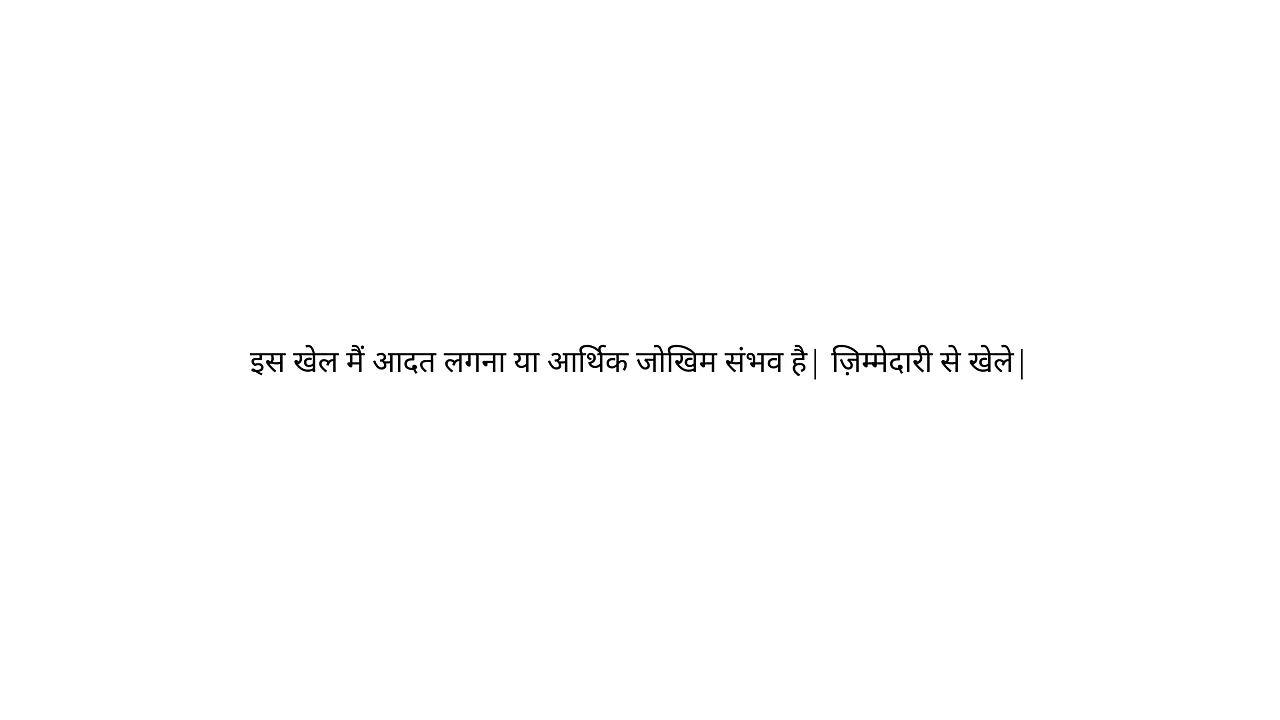 इस खेल मैं आदत लगना या आर्थिक जोखिम संभव है| ज़िम्मेदारी से खेले|